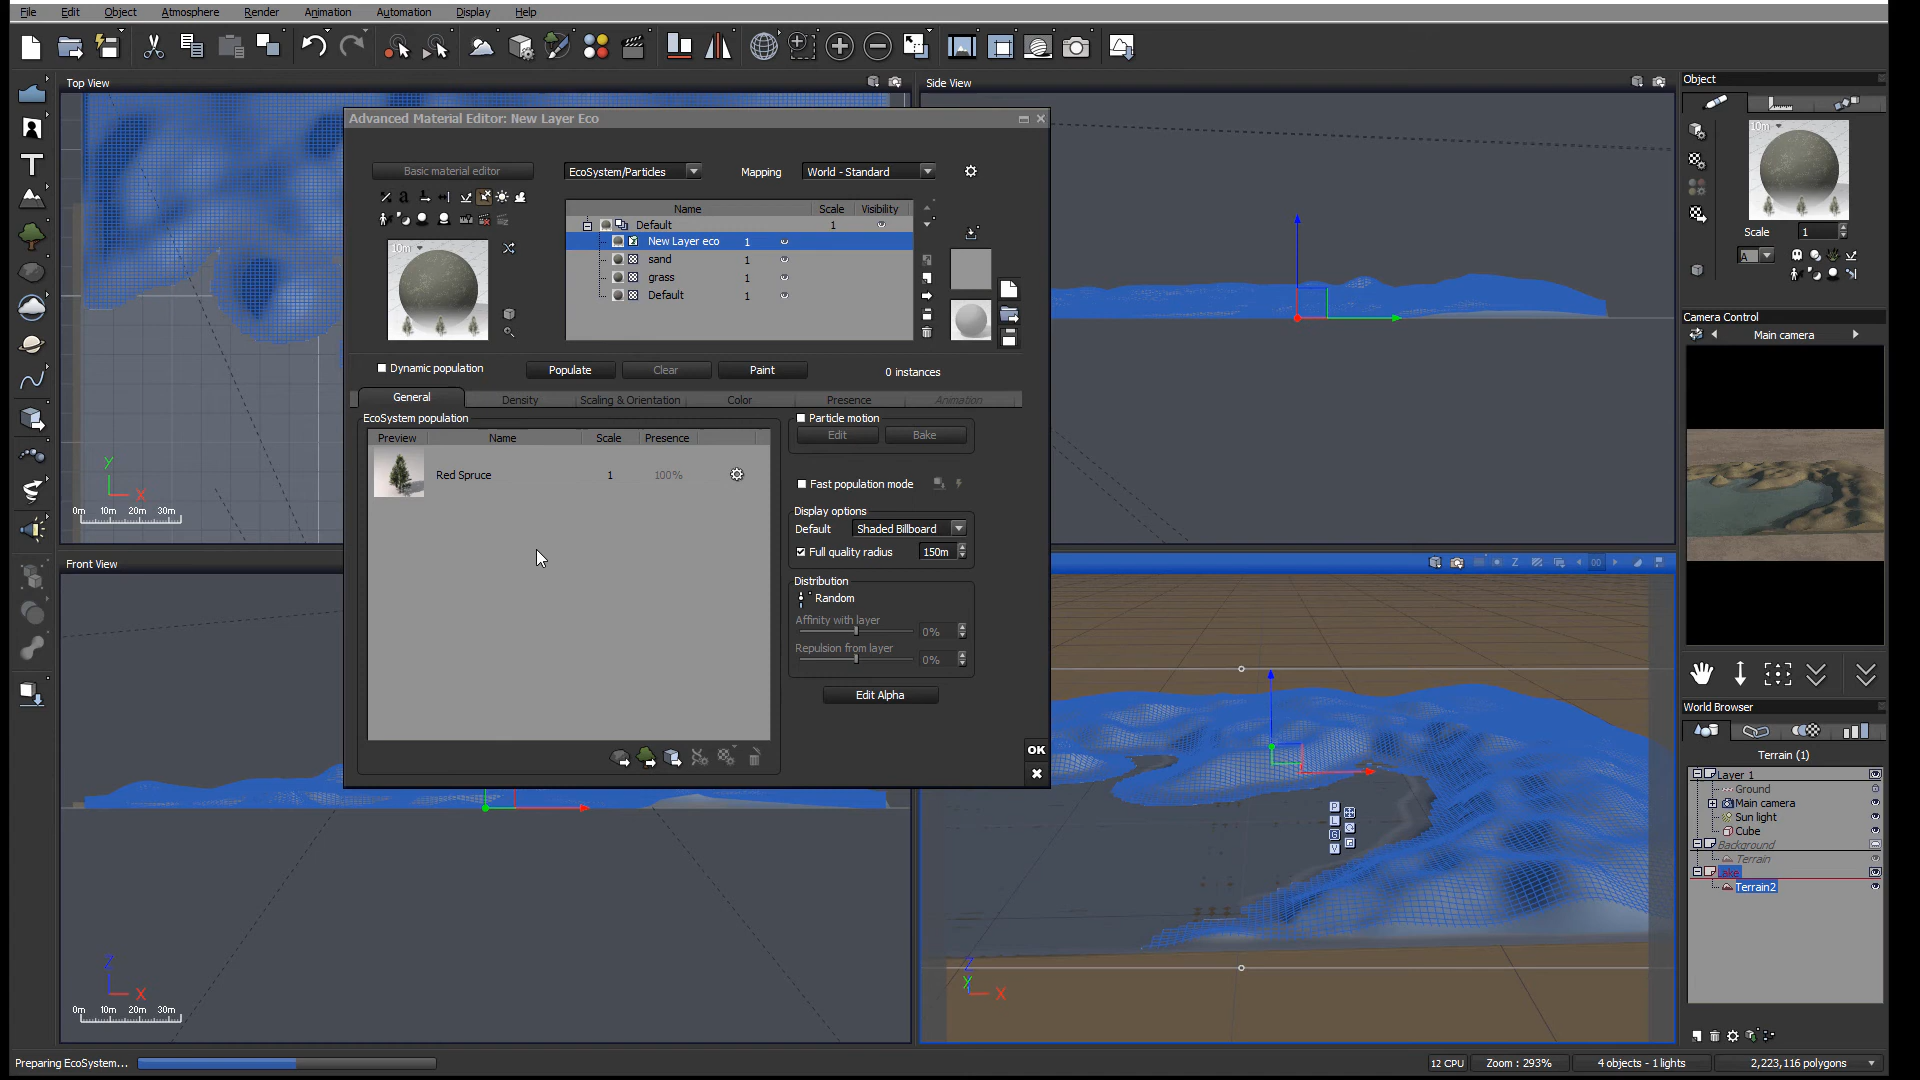 File Edit Object Atmosphere Render Animation Automation Display Help
Top View
Side View
Object
Advanced Material Editor: New Layer Eco
Basic material editor
EcoSystem/Particles
Mapping
World - Standard
10m
10m
Name Scale Visibility
Default 1
New Layer eco 1
sand 1
grass 1
Default 1
Scale 1
A
Camera Control
Main camera
Dynamic population
Populate
Clear
Paint
0 instances
General Density Scaling & Orientation Color Presence Animation
EcoSystem population
Particle motion
Edit Bake
Preview Name Scale Presence
Red Spruce 1 100%
Fast population mode
Display options
Default Shaded Billboard
Full quality radius 150m
Distribution
Random
Affinity with layer
0%
Repulsion from layer
0%
Edit Alpha
OK
Y
X
0m 10m 20m 30m
Front View
Z
X
0m 10m 20m 30m
Z
Y
X
P
L
G
V
World Browser
Terrain (1)
Layer 1
Ground
Main camera
Sun light
Cube
Background
Terrain
Lake
Terrain2
Preparing EcoSystem...
12 CPU
Zoom : 293%
4 objects - 1 lights
2,223,116 polygons